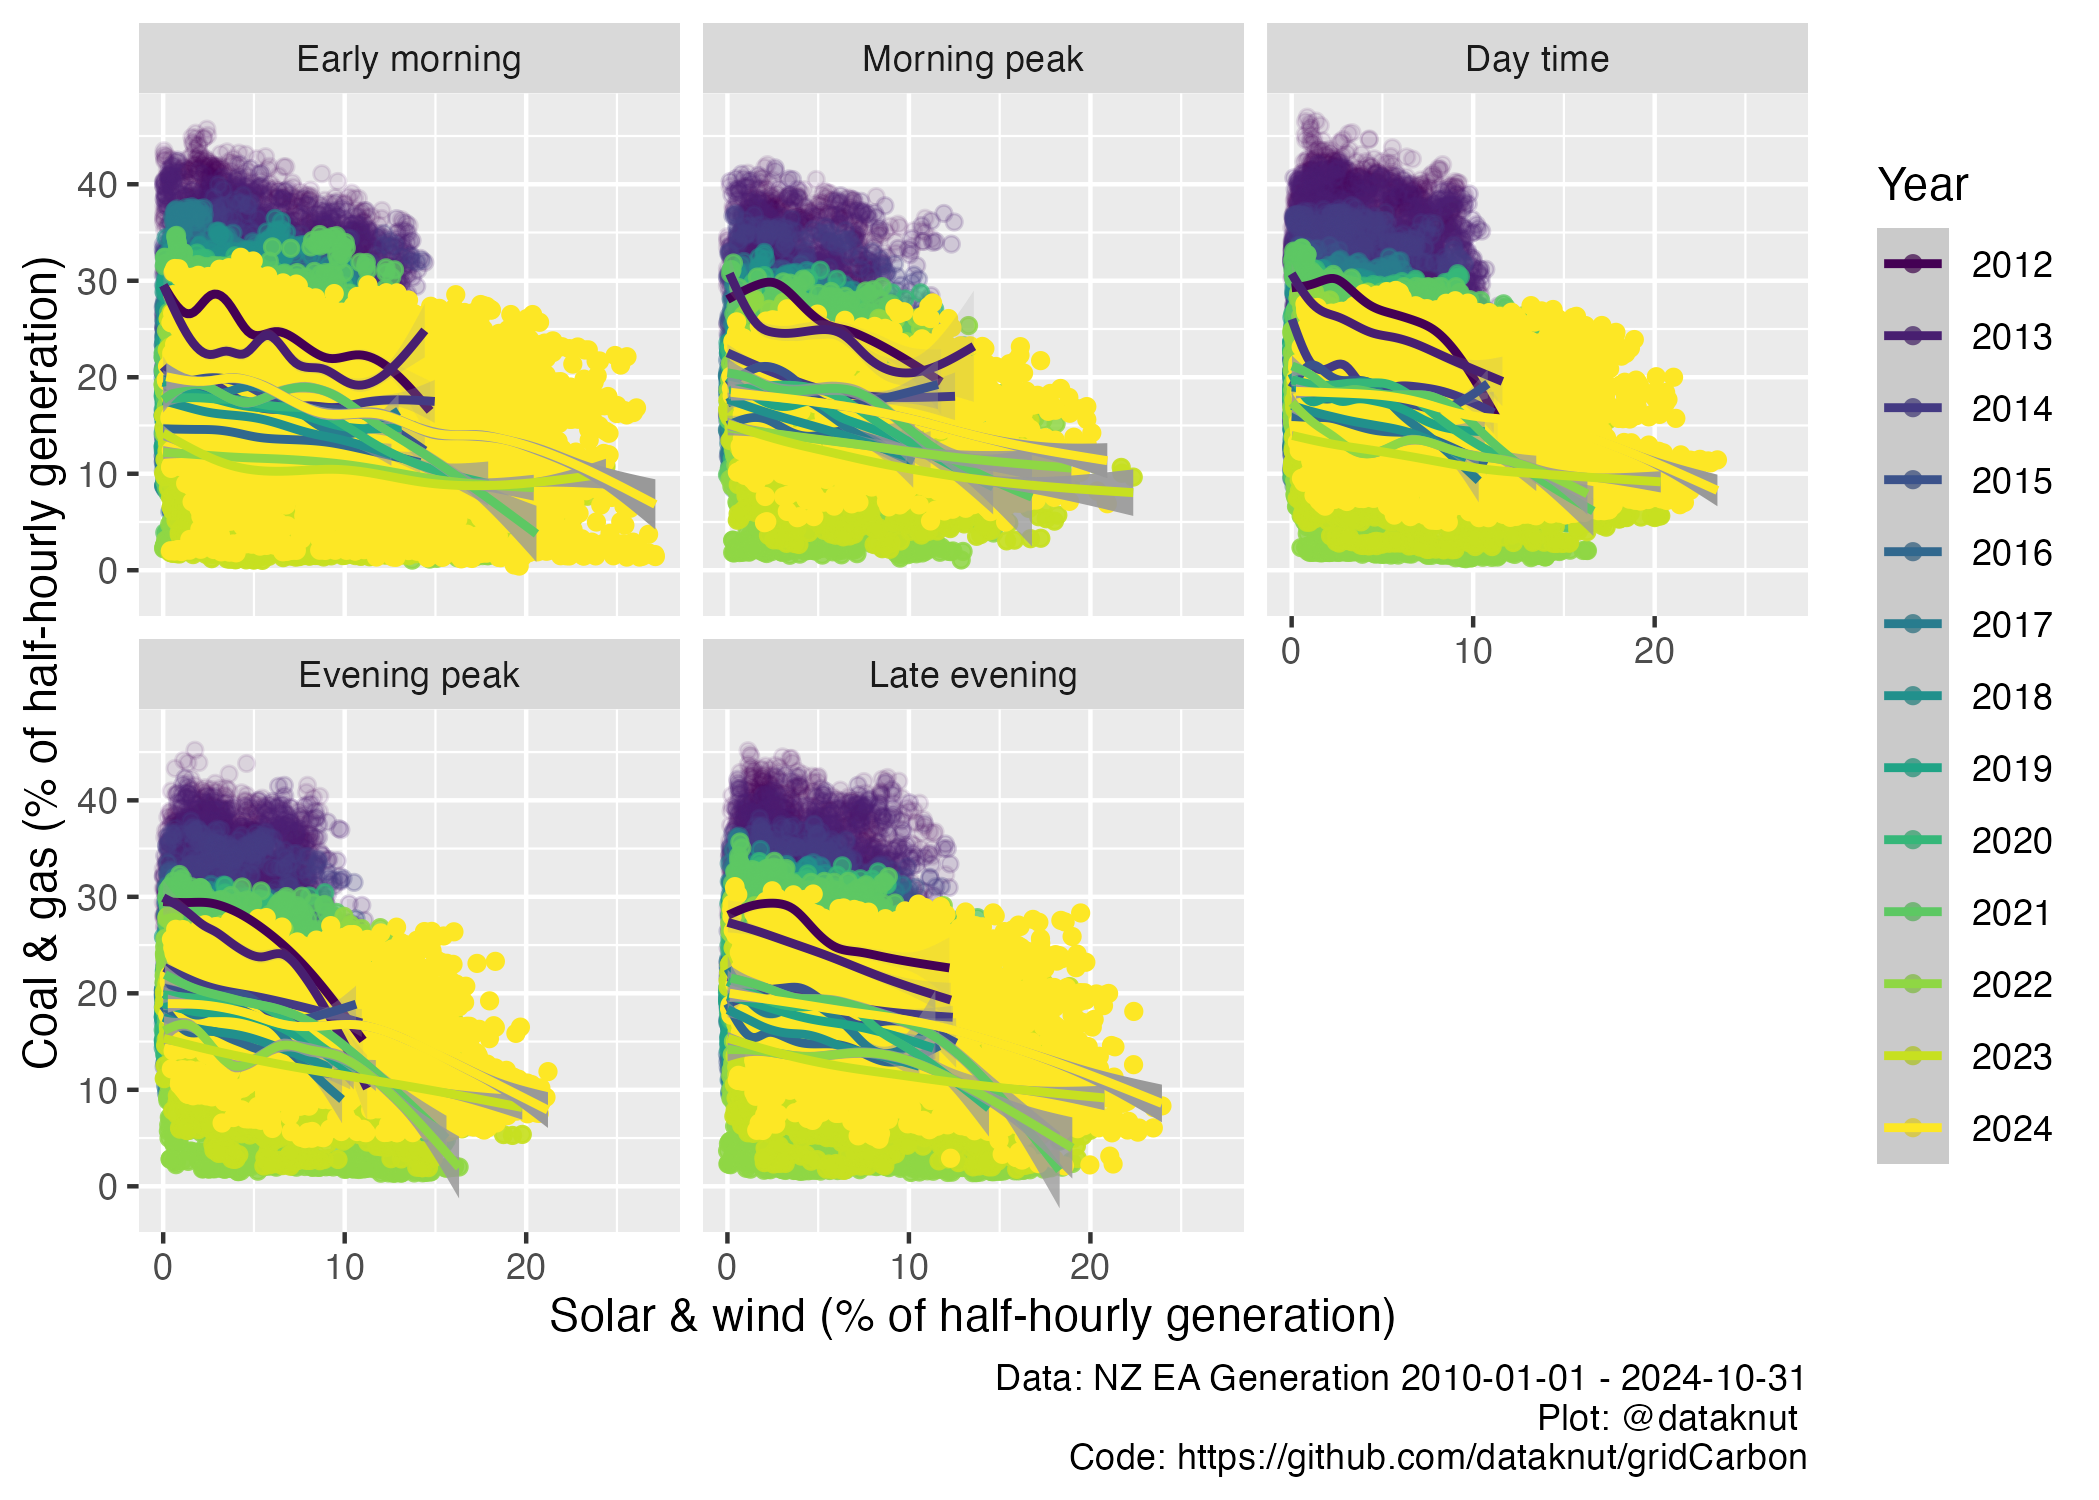 Early morning
Morning peak
Day time
40
30
20
10
0
0 10 20
Evening peak
Late evening
40
30
20
10
0
0 10 20
0 10 20
Coal & gas (% of half-hourly generation)
Solar & wind (% of half-hourly generation)
Year
2012
2013
2014
2015
2016
2017
2018
2019
2020
2021
2022
2023
2024
Data: NZ EA Generation 2010-01-01 - 2024-10-31
Plot: @dataknut
Code: https://github.com/dataknut/gridCarbon